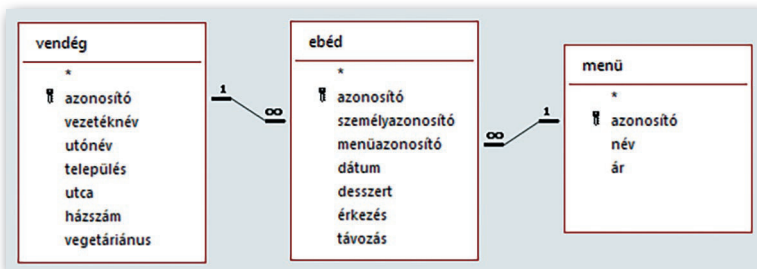 vendég
*
azonosító
vezetéknév
utónév
település
utca
házszám
vegetáriánus
1
∞
ebéd
*
azonosító
személyazonosító
menüazonosító
dátum
desszert
érkezés
távozás
∞
1
menü
*
azonosító
név
ár